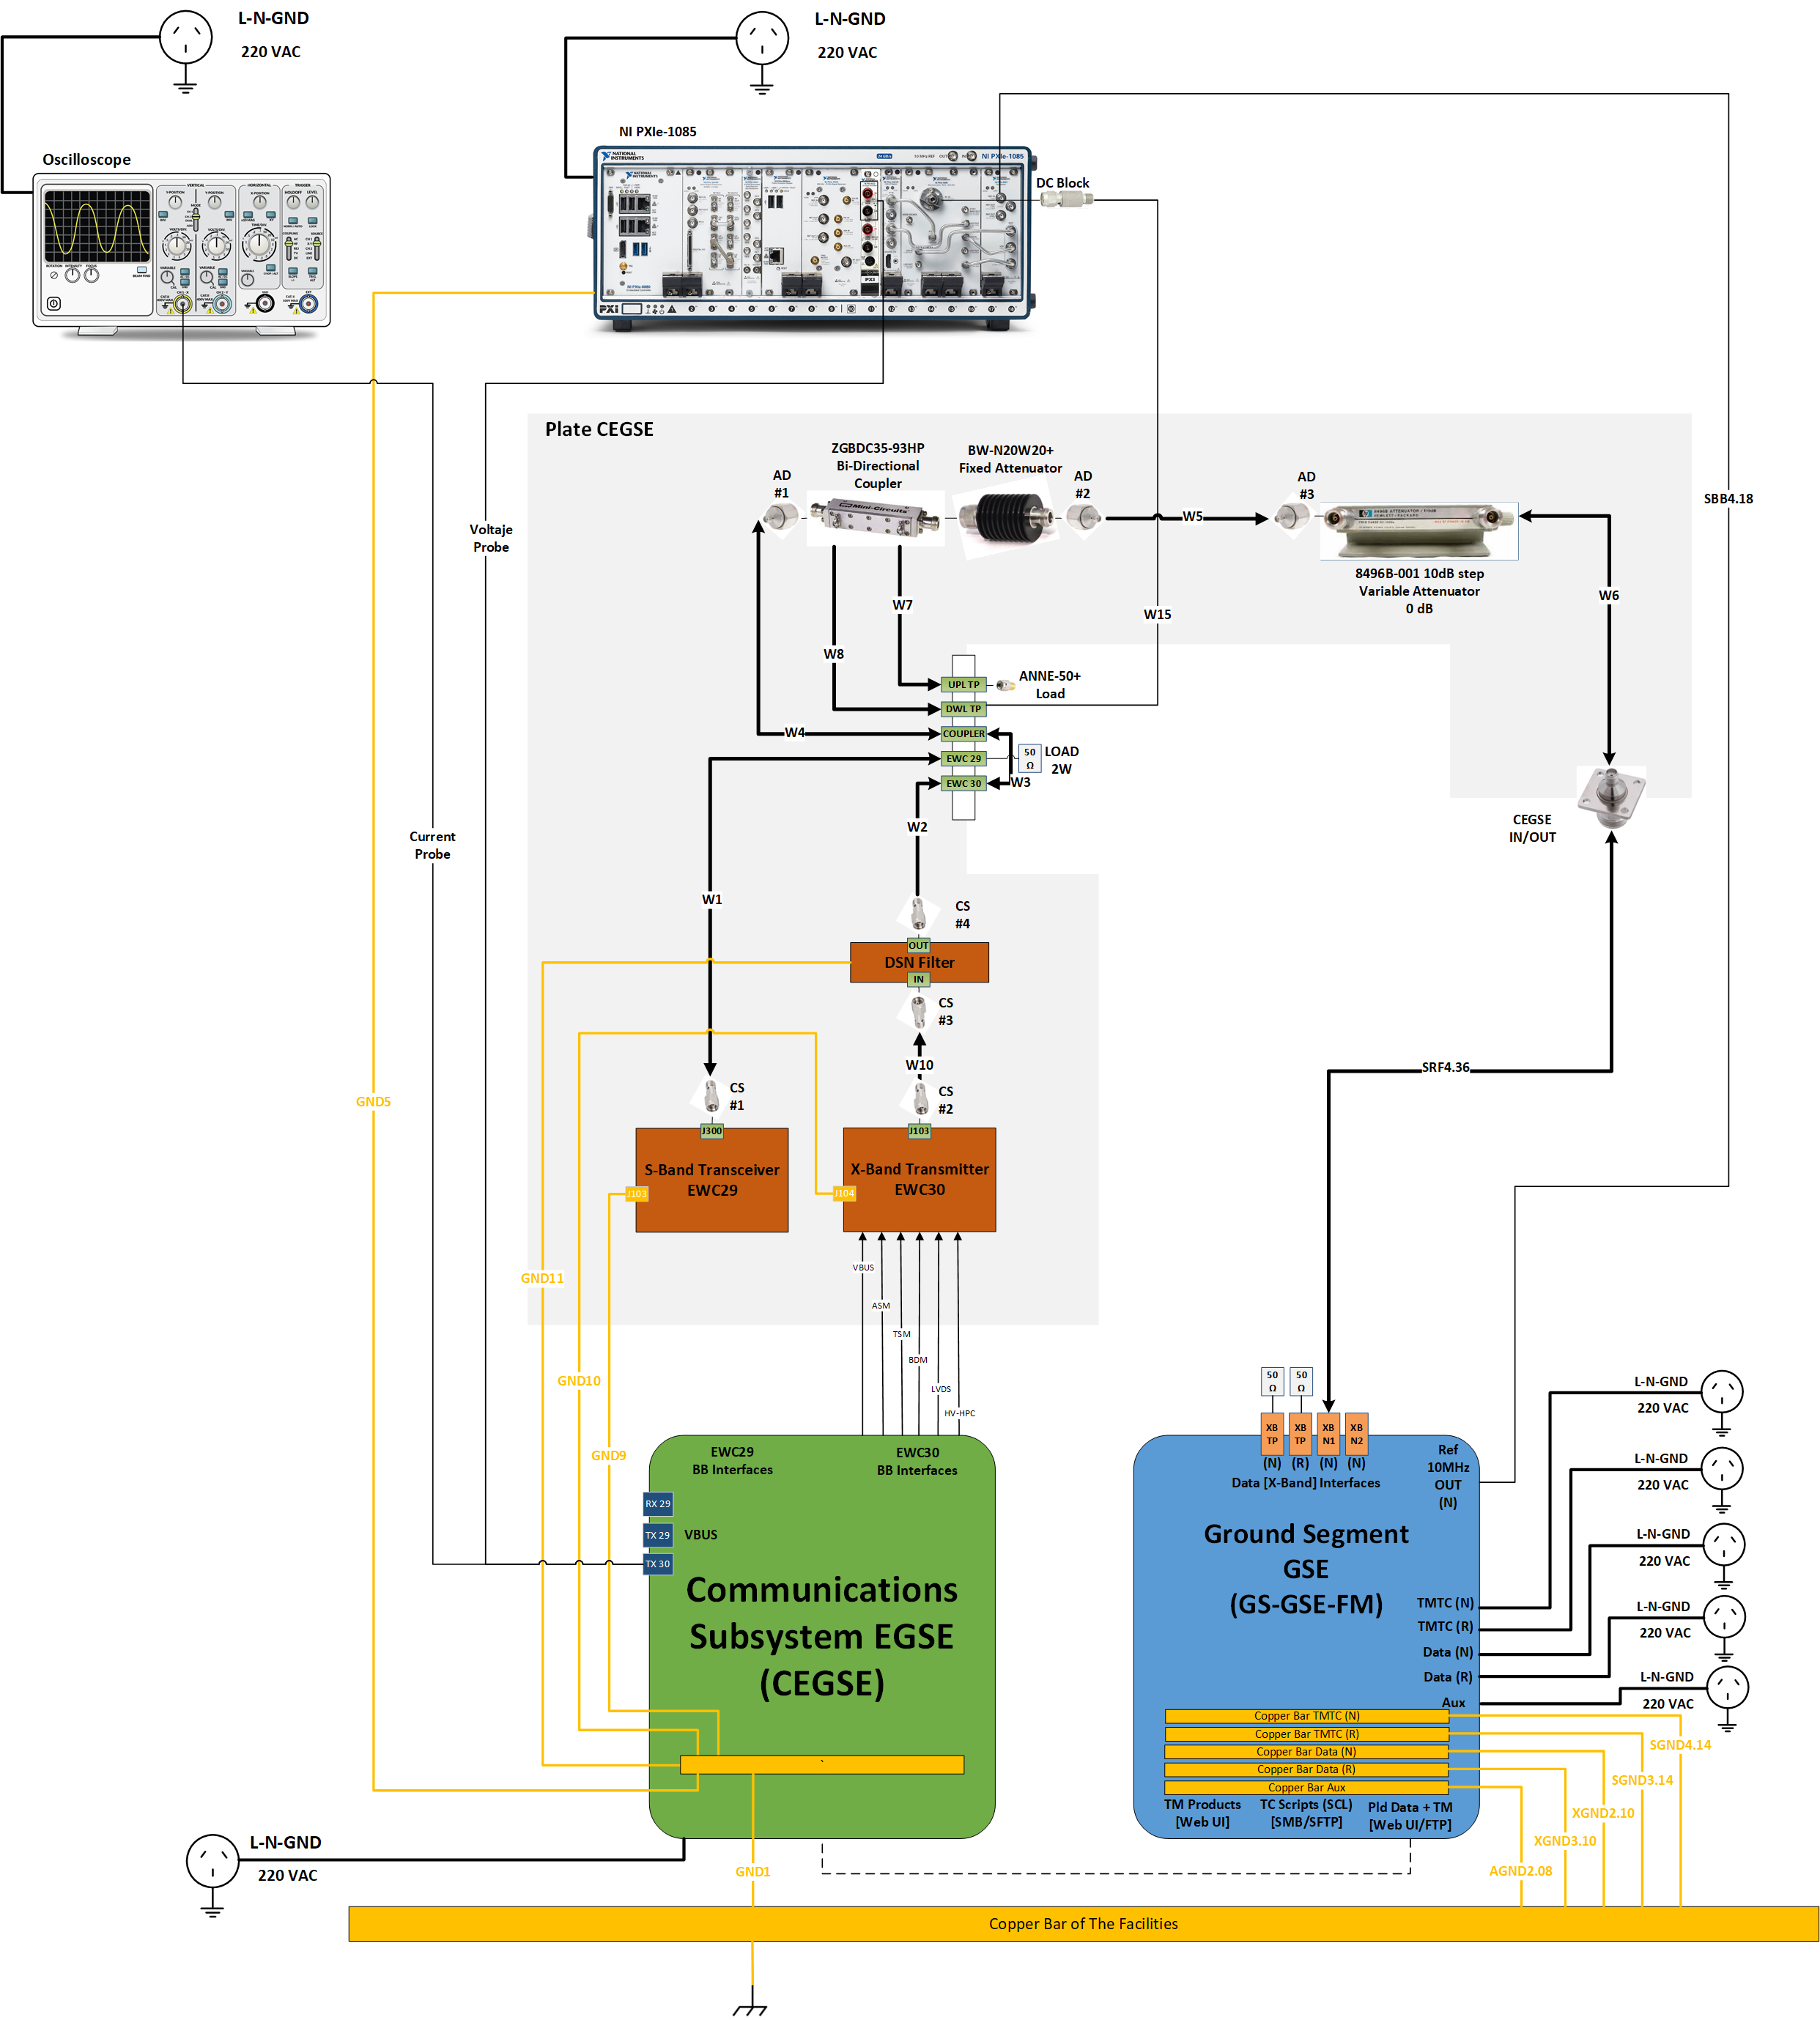 L-N-GND
220 VAC
L-N-GND
220 VAC
NI PXIe-1085
Oscilloscope
NATIONAL
INSTRUMENTS
NI PXIe-1085
DC Block
VERTICAL
HORIZONTAL
TRIGGER
PXI
Plate CEGSE
ZGBDC35-93HP
Bi-Directional
Coupler
BW-N20W20+
Fixed Attenuator
AD
#1
AD
#2
AD
#3
Mini-Circuits
W5
SBB4.18
Voltaje
Probe
8496B-001 10dB step
Variable Attenuator
0 dB
W6
W7
W15
W8
UPL TP
ANNE-50+
Load
DWL TP
W4
COUPLER
EWC 29
50
Ω
LOAD
2W
EWC 30
W3
CEGSE
IN/OUT
W2
Current
Probe
W1
CS
#4
OUT
DSN Filter
IN
CS
#3
W10
SRF4.36
CS
#1
CS
#2
GND5
J300
J103
S-Band Transceiver
EWC29
J103
X-Band Transmitter
EWC30
J104
VBUS
ASM
TSM
BDM
LVDS
HV-HPC
GND11
GND10
GND9
50
Ω
50
Ω
L-N-GND
220 VAC
XB
TP
XB
TP
XB
N1
XB
N2
(N)
(R)
(N)
(N)
Data [X-Band] Interfaces
Ref
10MHz
OUT
(N)
L-N-GND
220 VAC
EWC29
BB Interfaces
EWC30
BB Interfaces
RX 29
TX 29
VBUS
TX 30
Communications
Subsystem EGSE
(CEGSE)
Ground Segment
GSE
(GS-GSE-FM)
L-N-GND
220 VAC
L-N-GND
220 VAC
L-N-GND
220 VAC
TMTC (N)
TMTC (R)
Data (N)
Data (R)
Aux
Copper Bar TMTC (N)
Copper Bar TMTC (R)
Copper Bar Data (N)
Copper Bar Data (R)
Copper Bar Aux
TM Products
[Web UI]
TC Scripts (SCL)
[SMB/SFTP]
Pld Data + TM
[Web UI/FTP]
SGND4.14
SGND3.14
XGND2.10
XGND3.10
AGND2.08
L-N-GND
220 VAC
GND1
Copper Bar of The Facilities